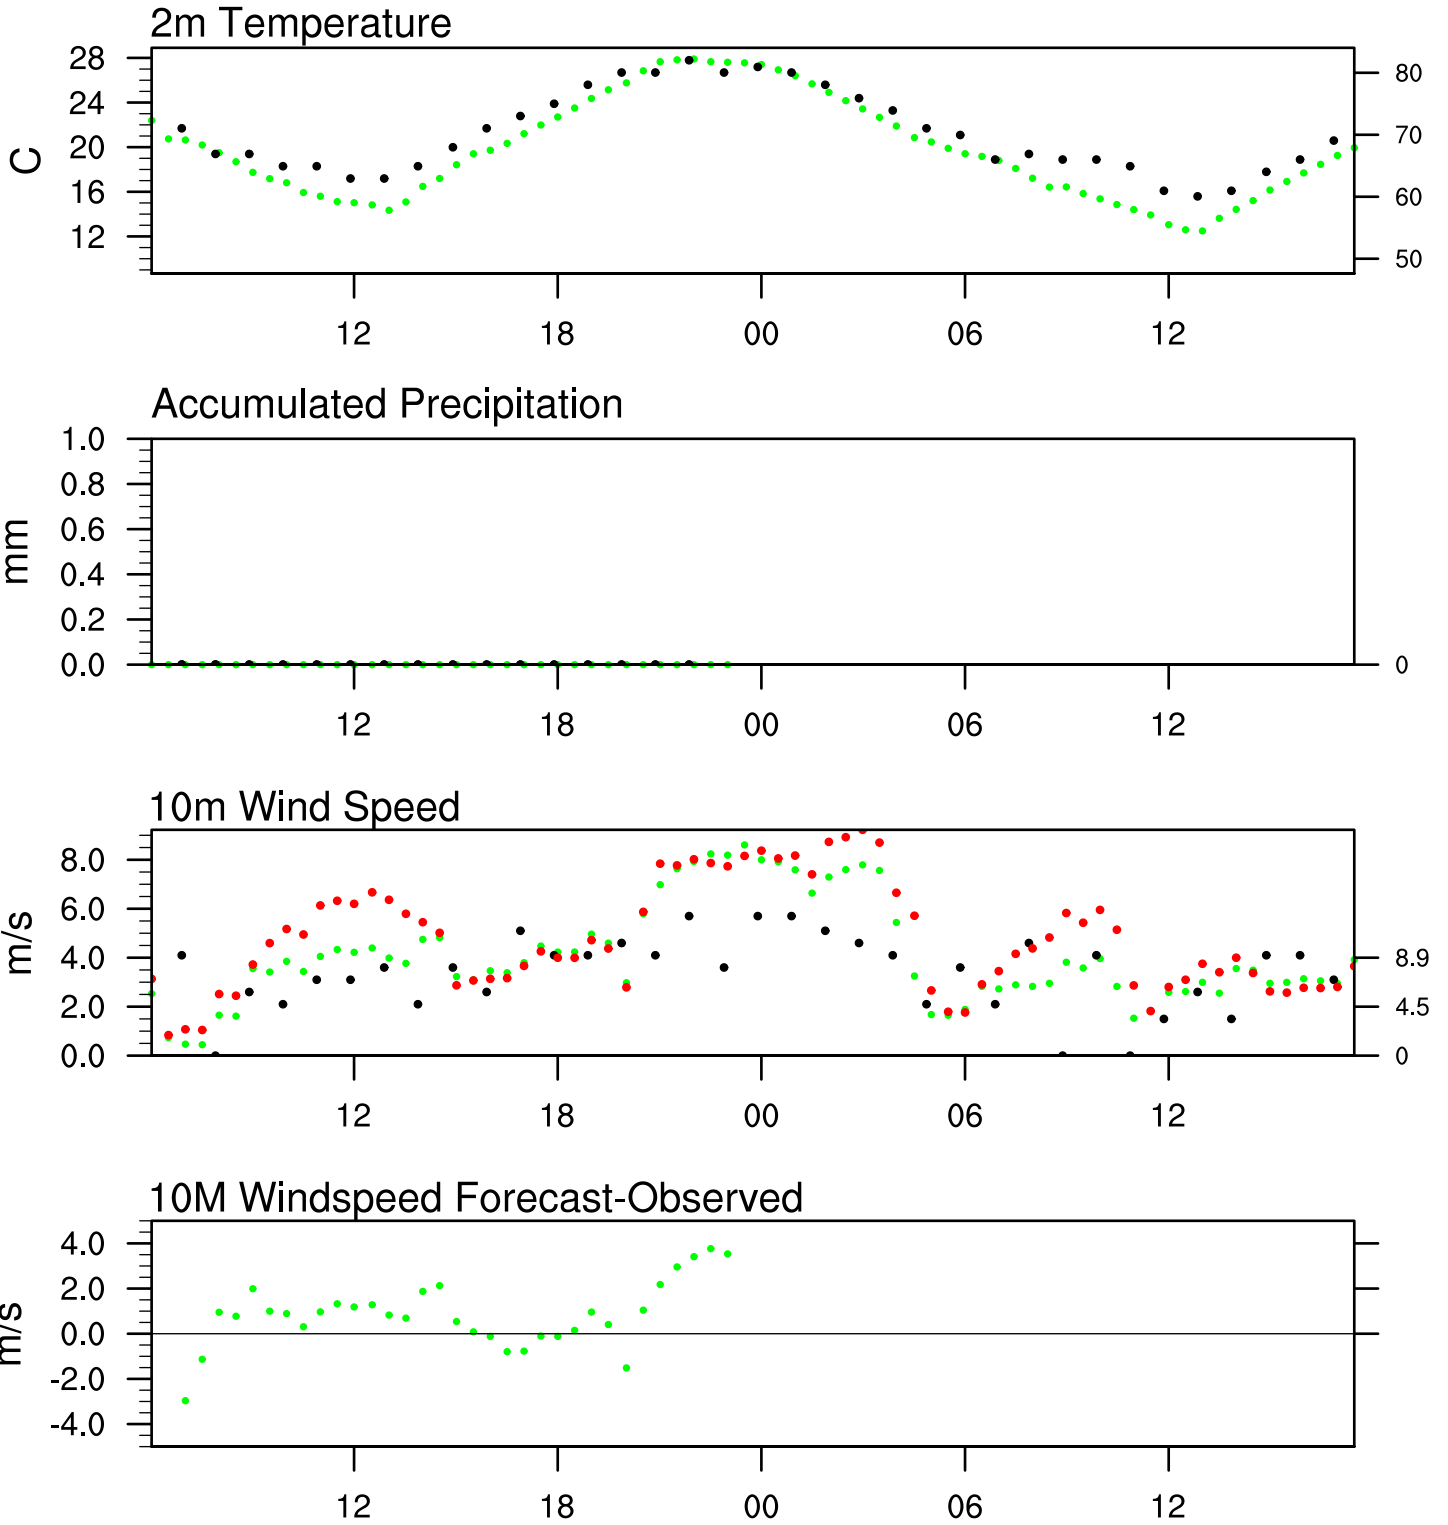 2m Temperature
28
24
20
16
12
C
80
70
60
50
12 18 00 06 12
Accumulated Precipitation
1.0
0.8
0.6
0.4
0.2
0.0
mm
0
12 18 00 06 12
10m Wind Speed
8.0
6.0
4.0
2.0
0.0
m/s
8.9
4.5
0
12 18 00 06 12
10M Windspeed Forecast-Observed
4.0
2.0
0.0
-2.0
-4.0
m/s
12 18 00 06 12